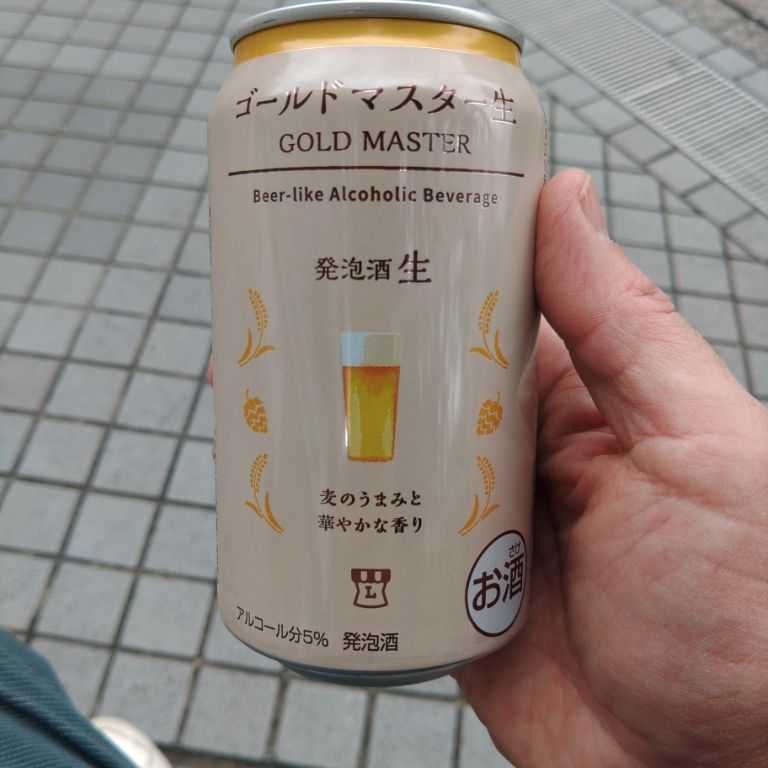 ゴールドマスター生
GOLD MASTER
Beer-like Alcoholic Beverage
発泡酒 生
麦のうまみと
華やかな香り
L
さけ
お酒
アルコール分5% 発泡酒